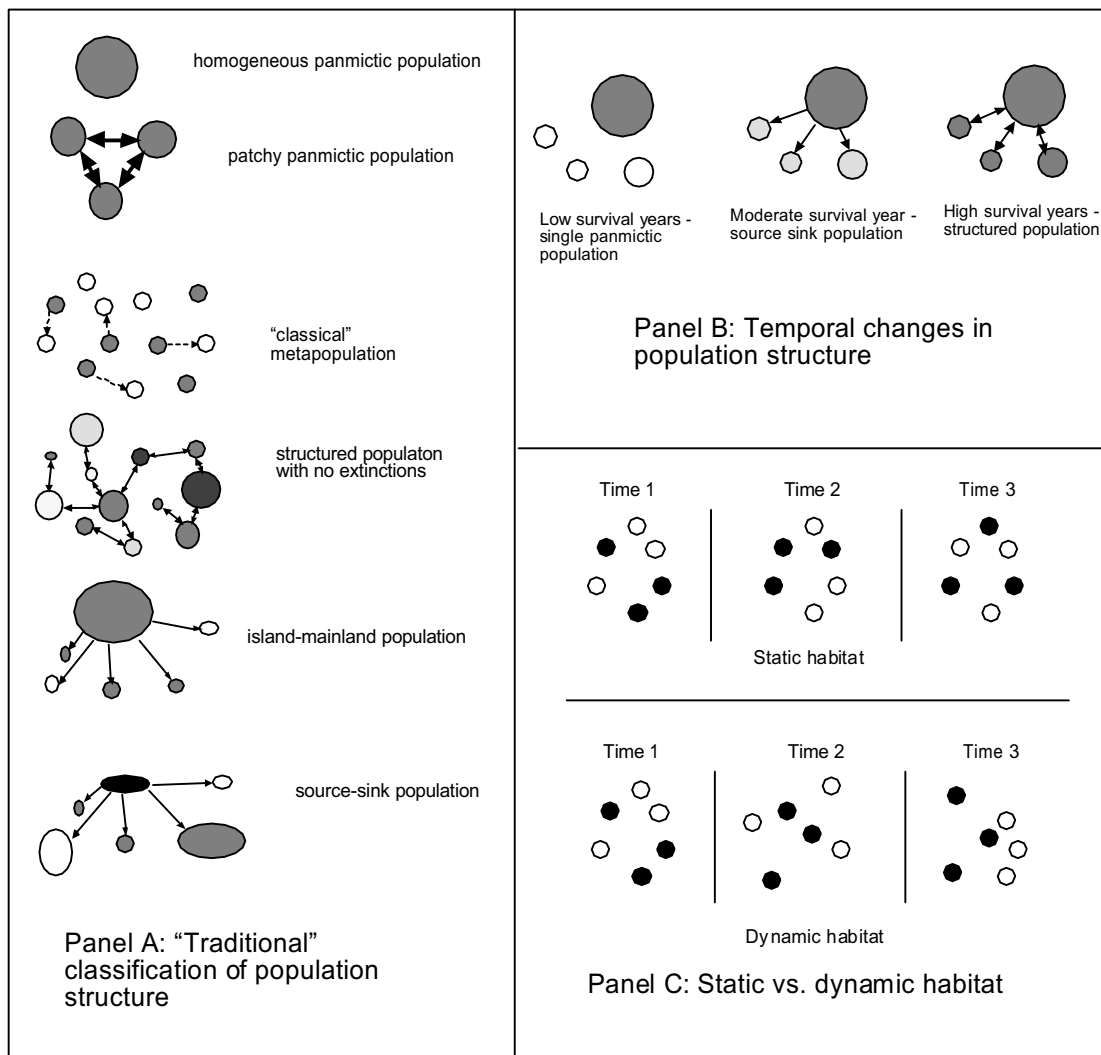 homogeneous panmictic population
patchy panmictic population
“classical”
metapopulation
structured populaton
with no extinctions
island-mainland population
source-sink population
Panel A: “Traditional”
classification of population
structure
Low survival years -
single panmictic
population
Moderate survival year -
source sink population
High survival years -
structured population
Panel B: Temporal changes in
population structure
Time 1
Time 2
Time 3
Static habitat
Time 1
Time 2
Time 3
Dynamic habitat
Panel C: Static vs. dynamic habitat